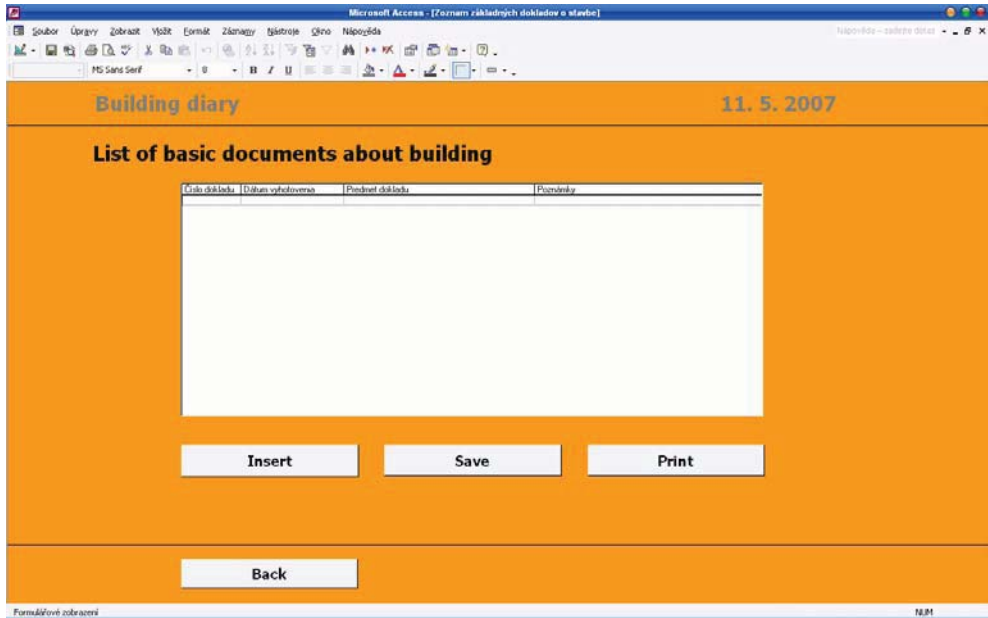 Microsoft Access - [Zoznam základných dokladov o stavbe]
Soubor Úpravy Zobrazit Vložit Formát Záznamy Nástroje Okno Nápověda
MS Sans Serif 8 B I U
Building diary 11. 5. 2007
List of basic documents about building
Číslo dokladu Dátum vyhotovenia Predmet dokladu Poznámky
Insert Save Print
Back
Formulářové zobrazení NUM